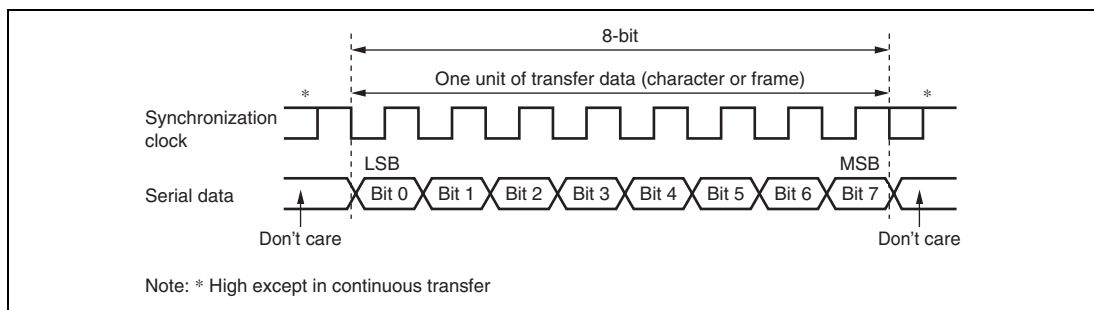 8-bit
One unit of transfer data (character or frame)
*
*
Synchronization
clock
LSB
MSB
Serial data
Bit 0
Bit 1
Bit 2
Bit 3
Bit 4
Bit 5
Bit 6
Bit 7
Don't care
Don't care
Note: * High except in continuous transfer